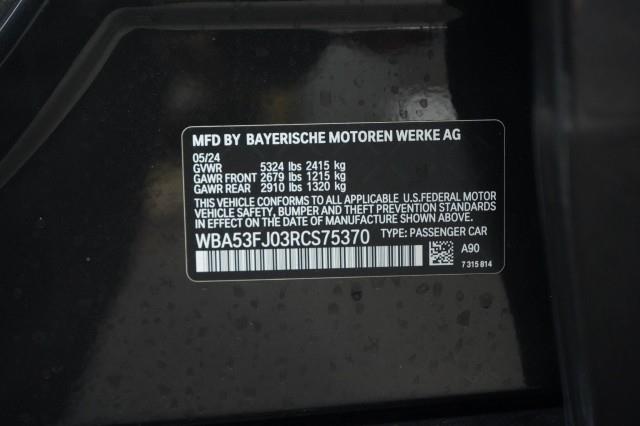 MFD BY BAYERISCHE MOTOREN WERKE AG
05/24
GVWR 5324 lbs 2415 kg
GAWR FRONT 2679 lbs 1215 kg
GAWR REAR 2910 lbs 1320 kg
THIS VEHICLE CONFORMS TO ALL APPLICABLE U.S.FEDERAL MOTOR
VEHICLE SAFETY, BUMPER AND THEFT PREVENTION STANDARDS
IN EFFECT ON THE DATE OF MANUFACTURE SHOWN ABOVE.
WBA53FJ03RCS75370 TYPE: PASSENGER CAR
A90
7 315 814